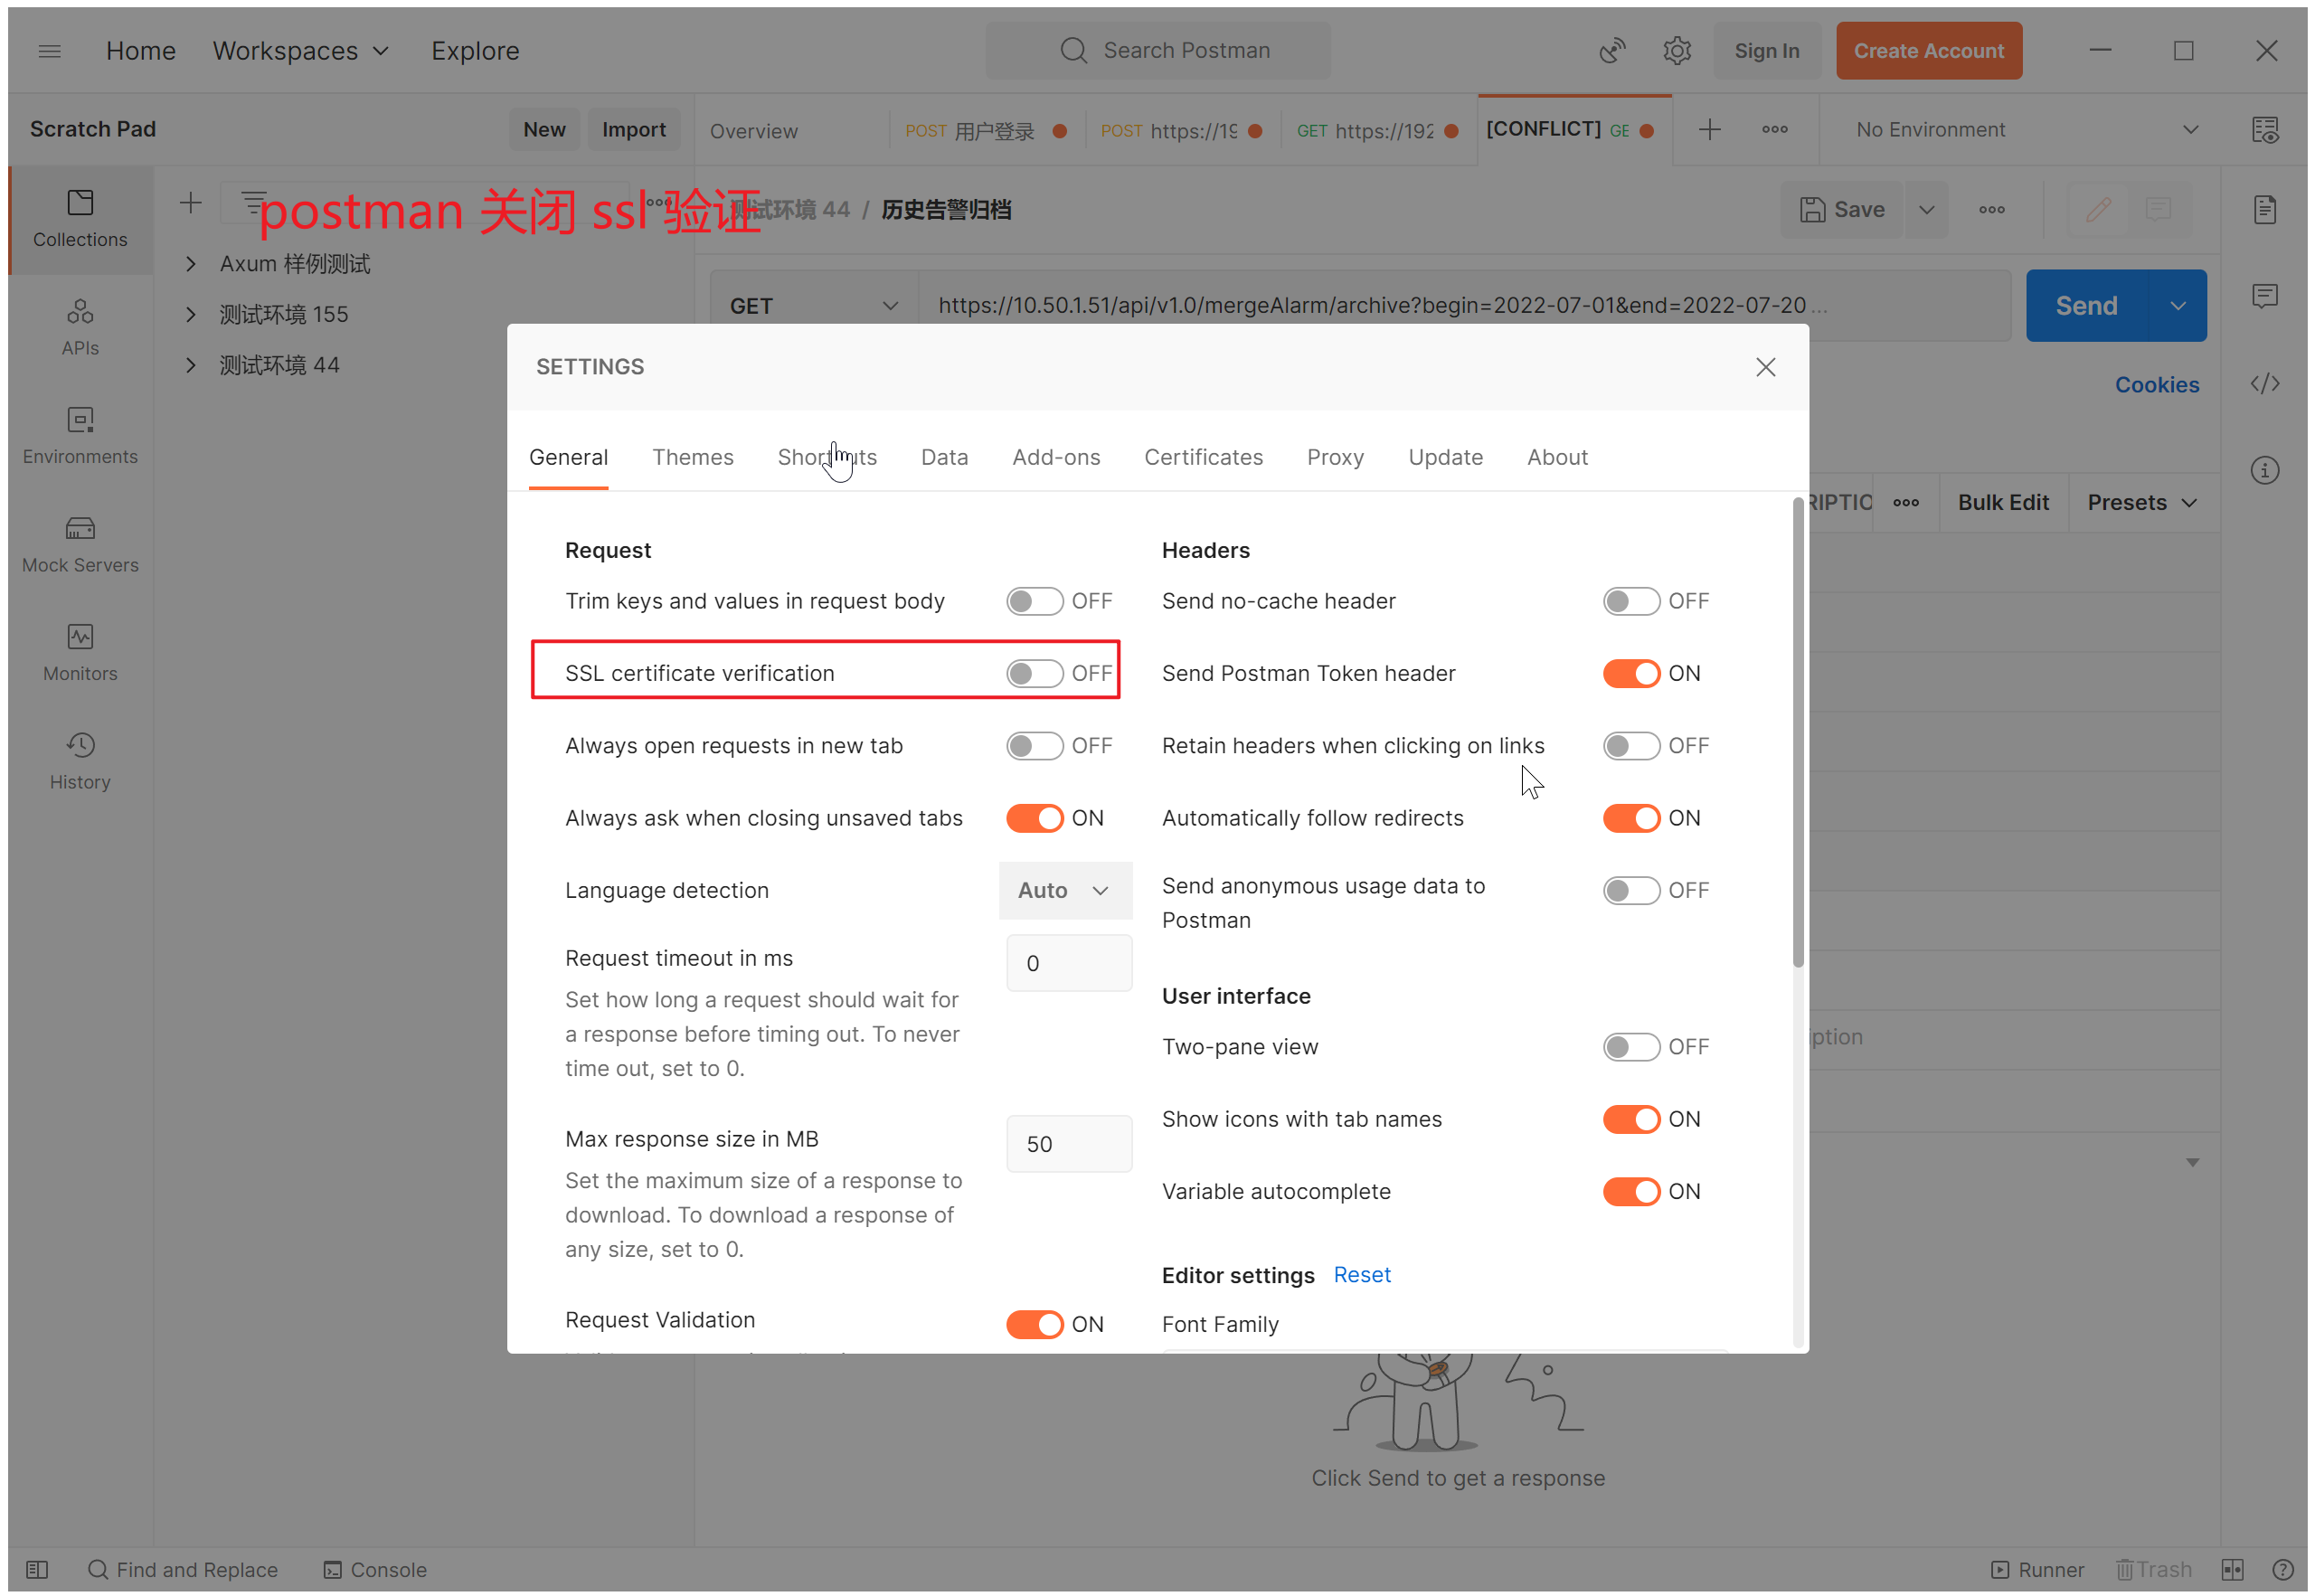 Home Workspaces Explore Search Postman Sign In Create Account
Scratch Pad New Import Overview POST 用户登录 POST https://19 GET https://192 [CONFLICT] GE No Environment
postman 关闭 ssl 验证
测试环境 44 / 历史告警归档 Save
Collections
Axum 样例测试
测试环境 155
测试环境 44
APIs
Environments
Mock Servers
Monitors
History
GET https://10.50.1.51/api/v1.0/mergeAlarm/archive?begin=2022-07-01&end=2022-07-20 ... Send
Cookies
Bulk Edit Presets
SETTINGS
General Themes Shortcuts Data Add-ons Certificates Proxy Update About
Request
Trim keys and values in request body OFF
SSL certificate verification OFF
Always open requests in new tab OFF
Always ask when closing unsaved tabs ON
Language detection Auto
Request timeout in ms 0
Set how long a request should wait for
a response before timing out. To never
time out, set to 0.
Max response size in MB 50
Set the maximum size of a response to
download. To download a response of
any size, set to 0.
Request Validation ON
Headers
Send no-cache header OFF
Send Postman Token header ON
Retain headers when clicking on links OFF
Automatically follow redirects ON
Send anonymous usage data to
Postman OFF
User interface
Two-pane view OFF
Show icons with tab names ON
Variable autocomplete ON
Editor settings Reset
Font Family
Click Send to get a response
Find and Replace Console Runner Trash